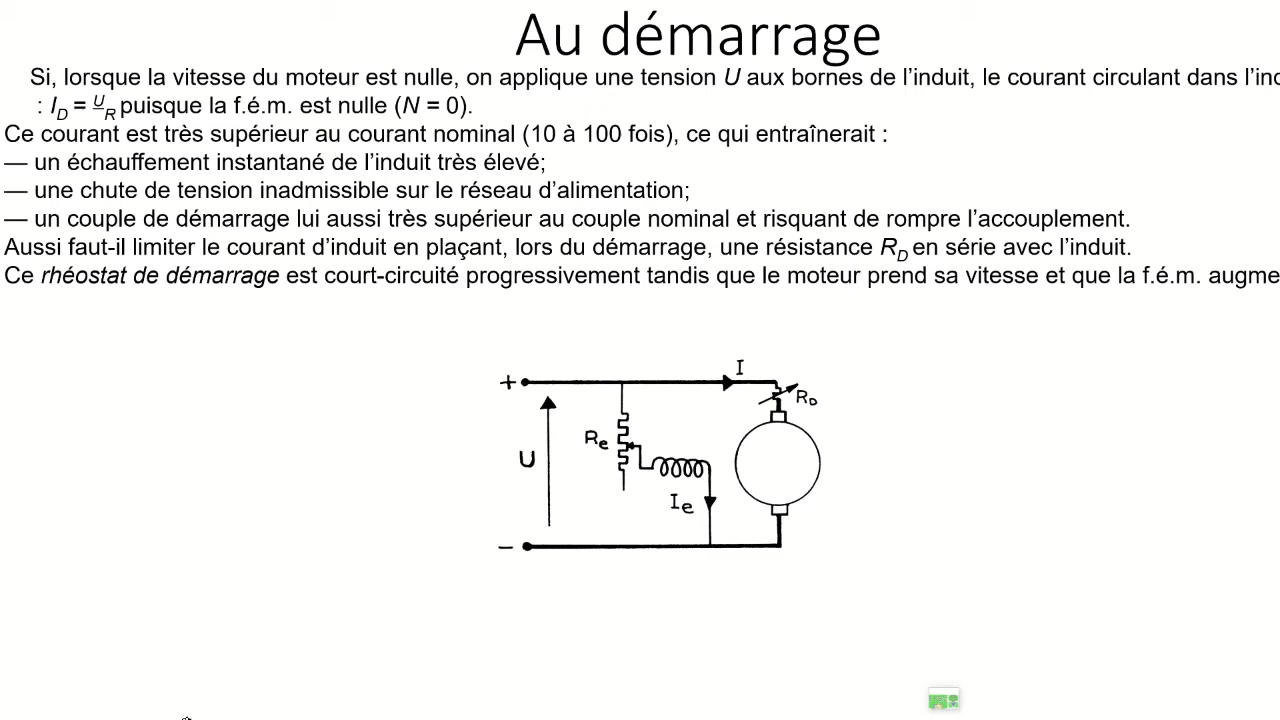 Au démarrage
Si, lorsque la vitesse du moteur est nulle, on applique une tension U aux bornes de l’induit, le courant circulant dans
: I_D = U/R puisque la f.é.m. est nulle (N = 0).
Ce courant est très supérieur au courant nominal (10 à 100 fois), ce qui entraînerait :
— un échauffement instantané de l’induit très élevé;
— une chute de tension inadmissible sur le réseau d’alimentation;
— un couple de démarrage lui aussi très supérieur au couple nominal et risquant de rompre l’accouplement.
Aussi faut-il limiter le courant d’induit en plaçant, lors du démarrage, une résistance R_D en série avec l’induit.
Ce rhéostat de démarrage est court-circuité progressivement tandis que le moteur prend sa vitesse et que la f.é.m.
I
+
R_D
R_e
U
I_e
−